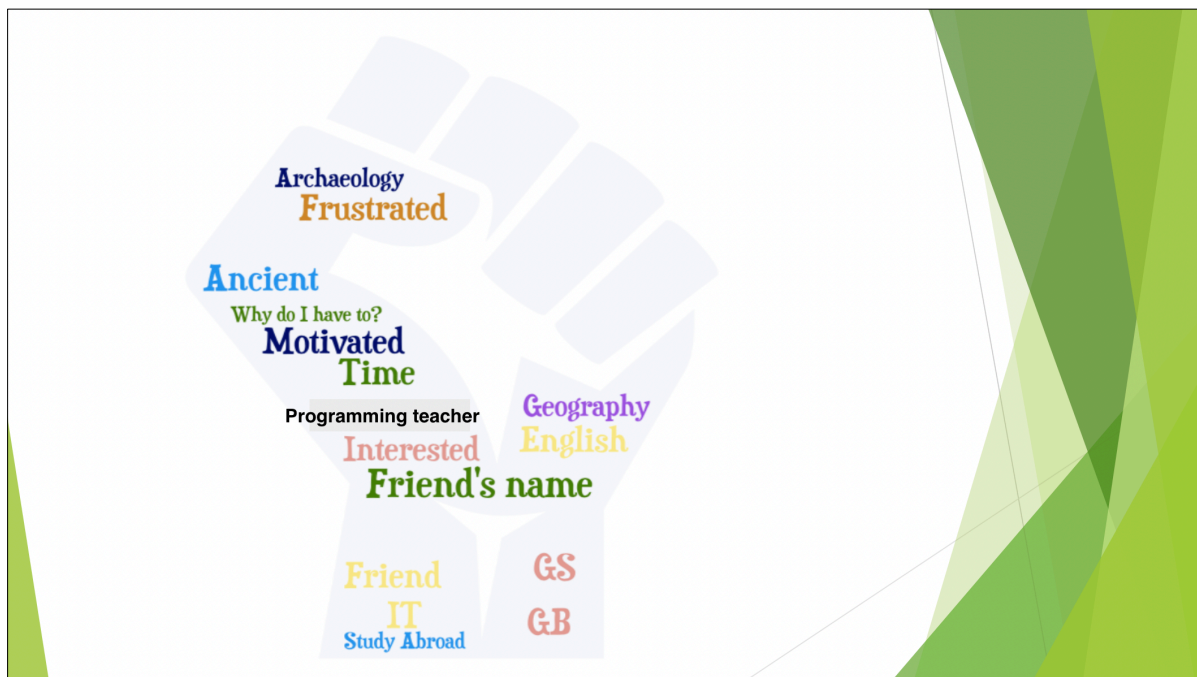 Archaeology
Frustrated
Ancient
Why do I have to?
Motivated
Time
Programming teacher
Geography
Interested
English
Friend's name
Friend
GS
IT
GB
Study Abroad